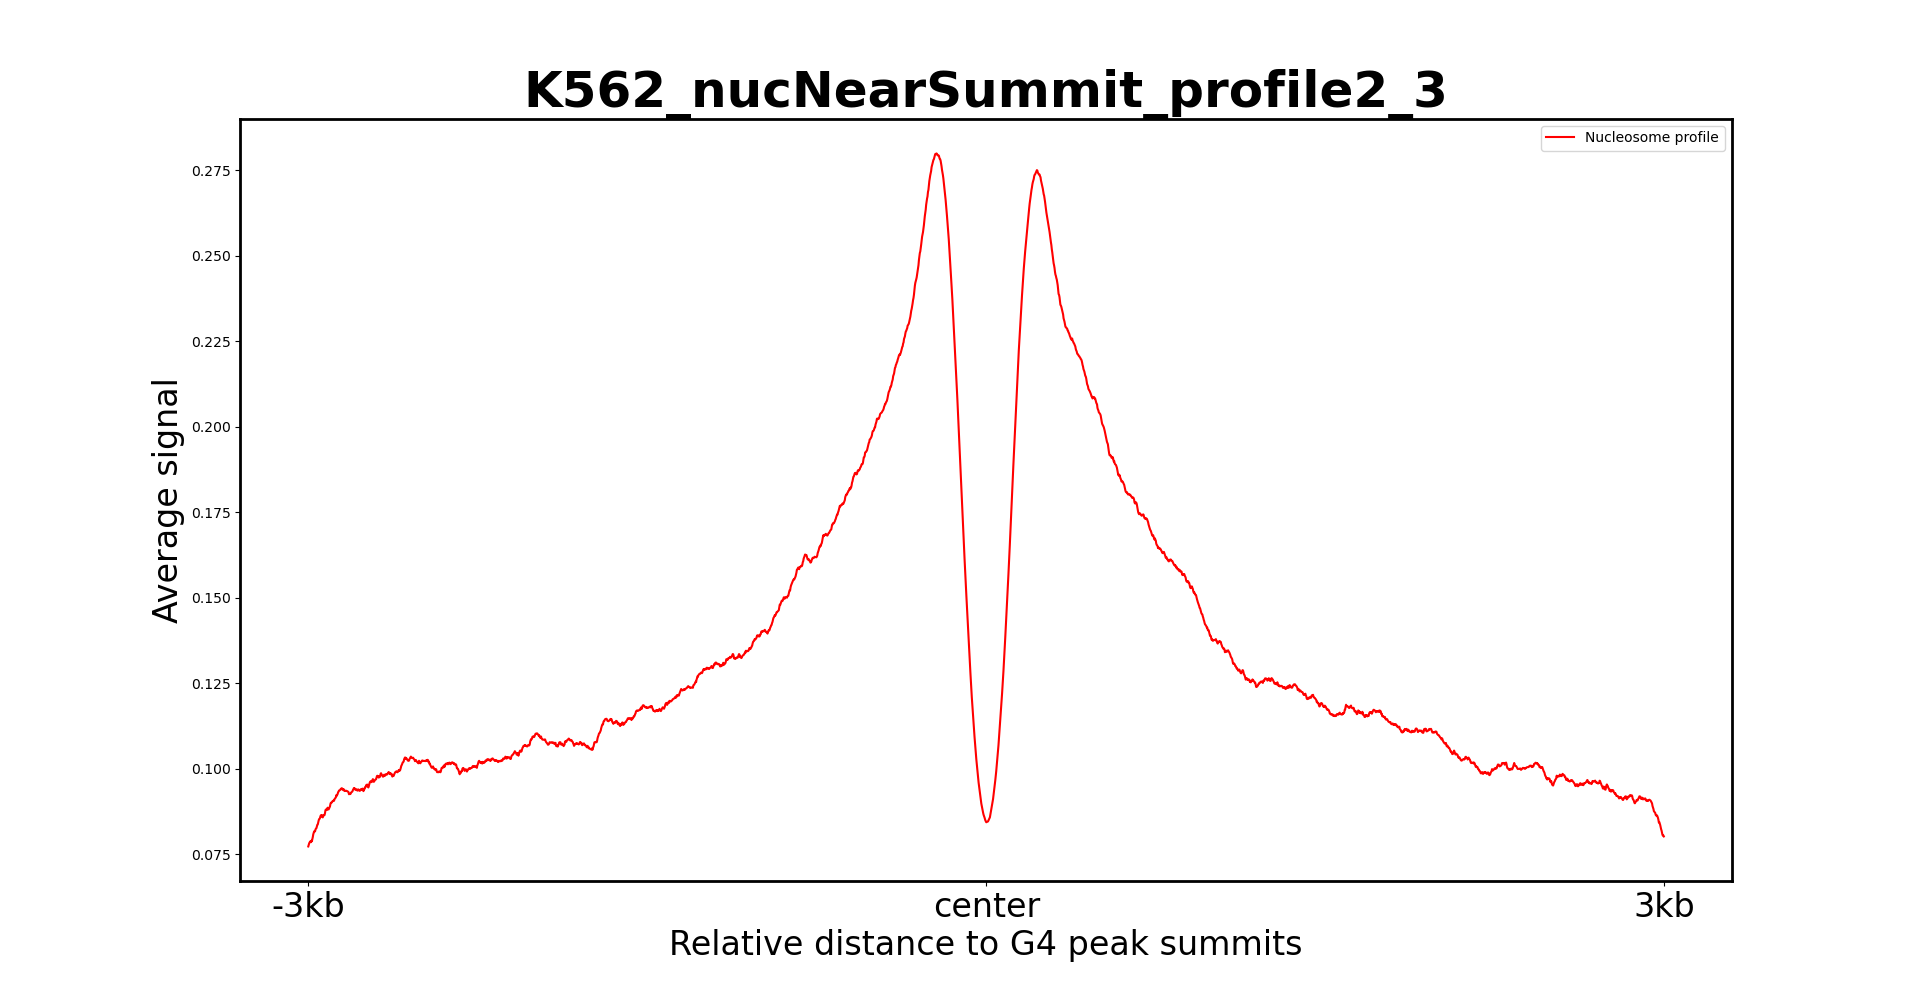 K562_nucNearSummit_profile2_3
Nucleosome profile
0.275
0.250
0.225
0.200
0.175
0.150
0.125
0.100
0.075
Average signal
-3kb center 3kb
Relative distance to G4 peak summits